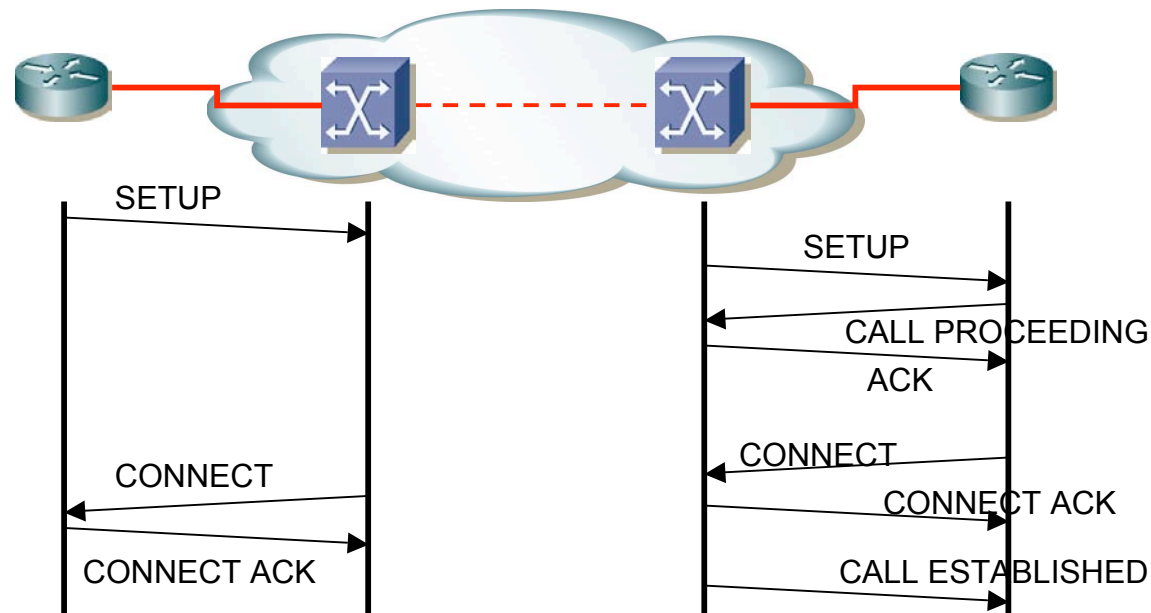 SETUP
SETUP
CALL PROCEEDING
ACK
CONNECT
CONNECT
CONNECT ACK
CONNECT ACK
CALL ESTABLISHED